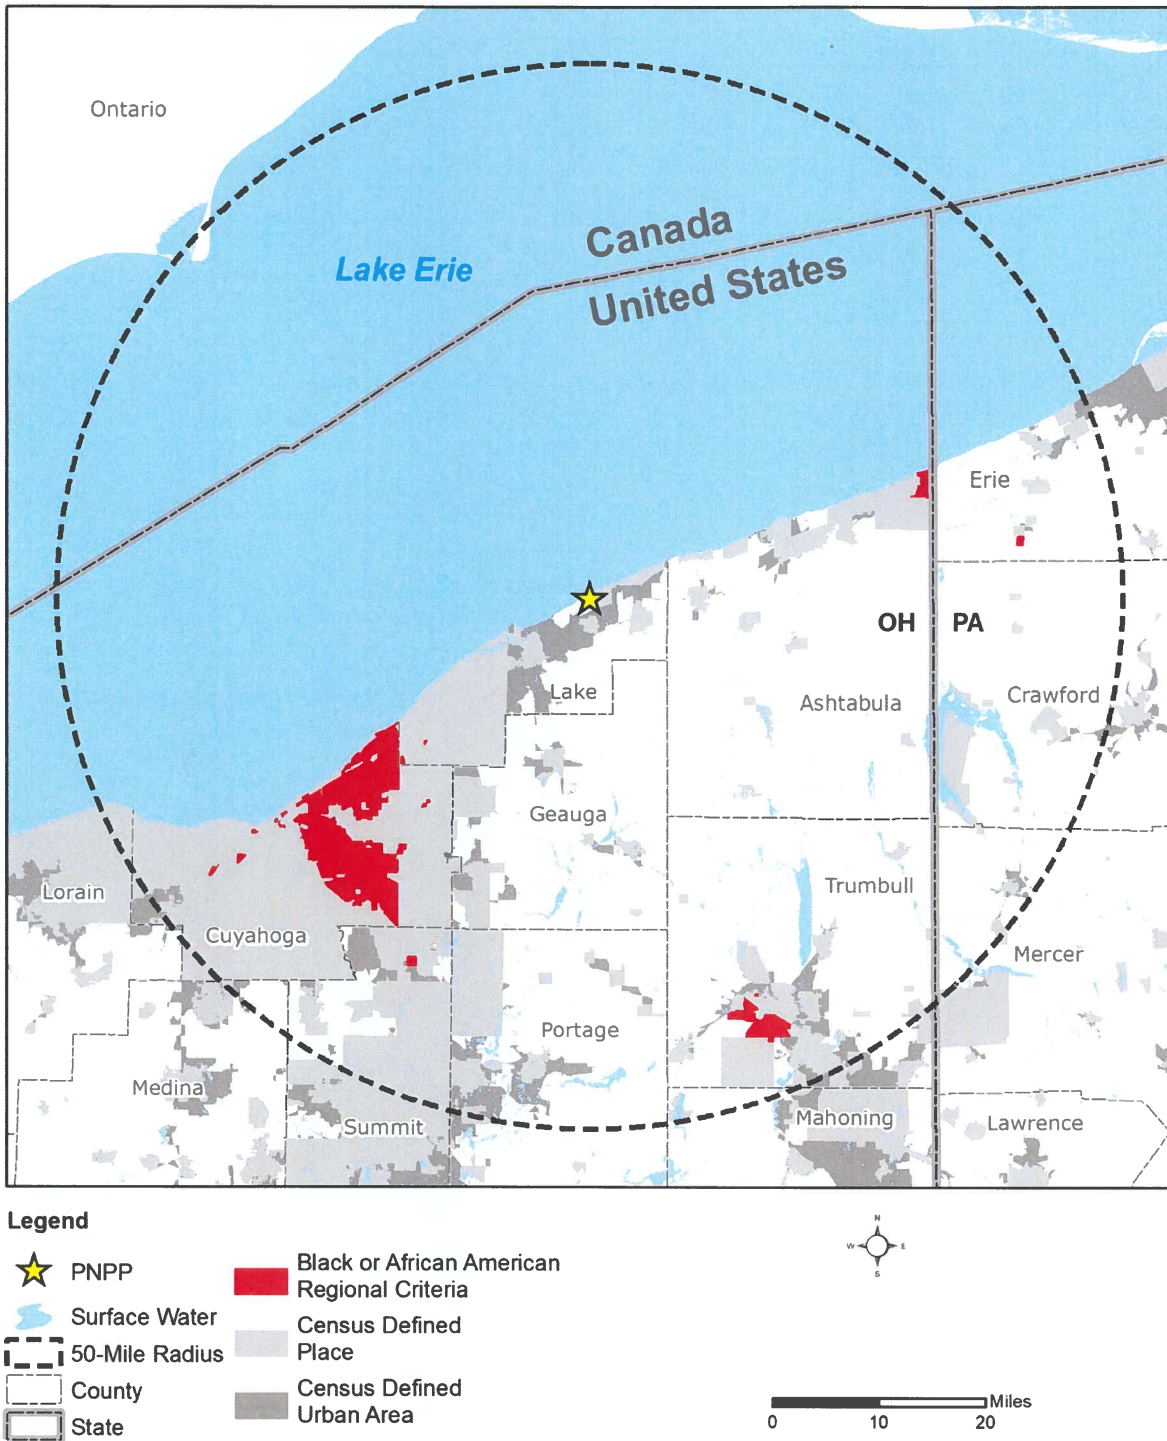 Ontario
Lake Erie
Canada
United States
Erie
OH
PA
Lake
Ashtabula
Crawford
Geauga
Trumbull
Lorain
Cuyahoga
Mercer
Portage
Medina
Summit
Mahoning
Lawrence
Legend
PNPP
Surface Water
50-Mile Radius
County
State
Black or African American
Regional Criteria
Census Defined
Place
Census Defined
Urban Area
N
W
E
S
Miles
0
10
20